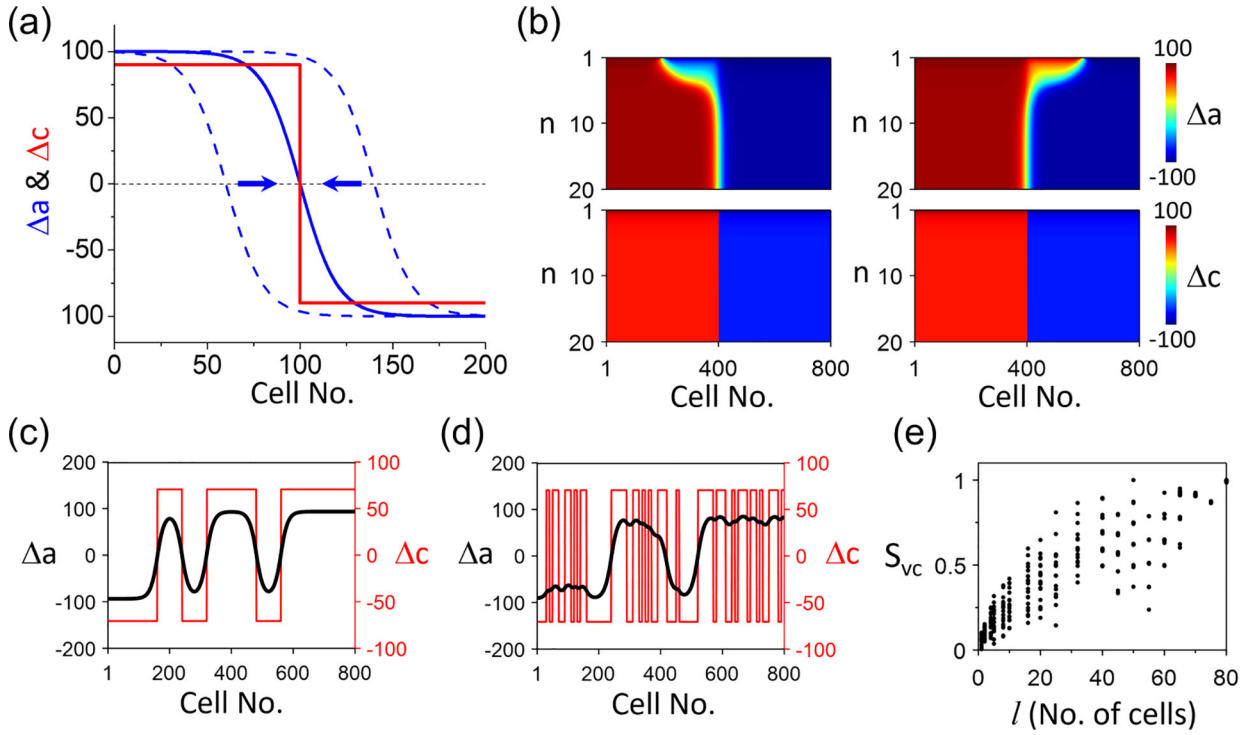 (a)
Δa & Δc
100
50
0
-50
100
0 50 100 150 200
Cell No.
(b)
n
1
10
20
n
1
10
20
100
Δa
-100
n
1
10
20
1 400 800
Cell No.
n
1
10
20
1 400 800
Cell No.
100
Δc
-100
(c)
Δa
200
100
0
-100
-200
1 200 400 600 800
Cell No.
100
50
0
-50
-100
Δc
(d)
Δa
200
100
0
-100
-200
1 200 400 600 800
Cell No.
100
50
0
-50
-100
Δc
(e)
Svc
1
0.5
0
0 20 40 60 80
l (No. of cells)